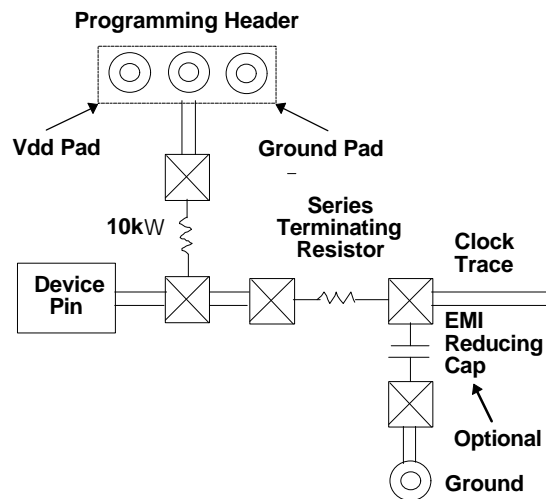 Programming Header
Vdd Pad
Ground Pad
10kW
Series
Terminating
Resistor
Clock
Trace
Device
Pin
EMI
Reducing
Cap
Optional
Ground